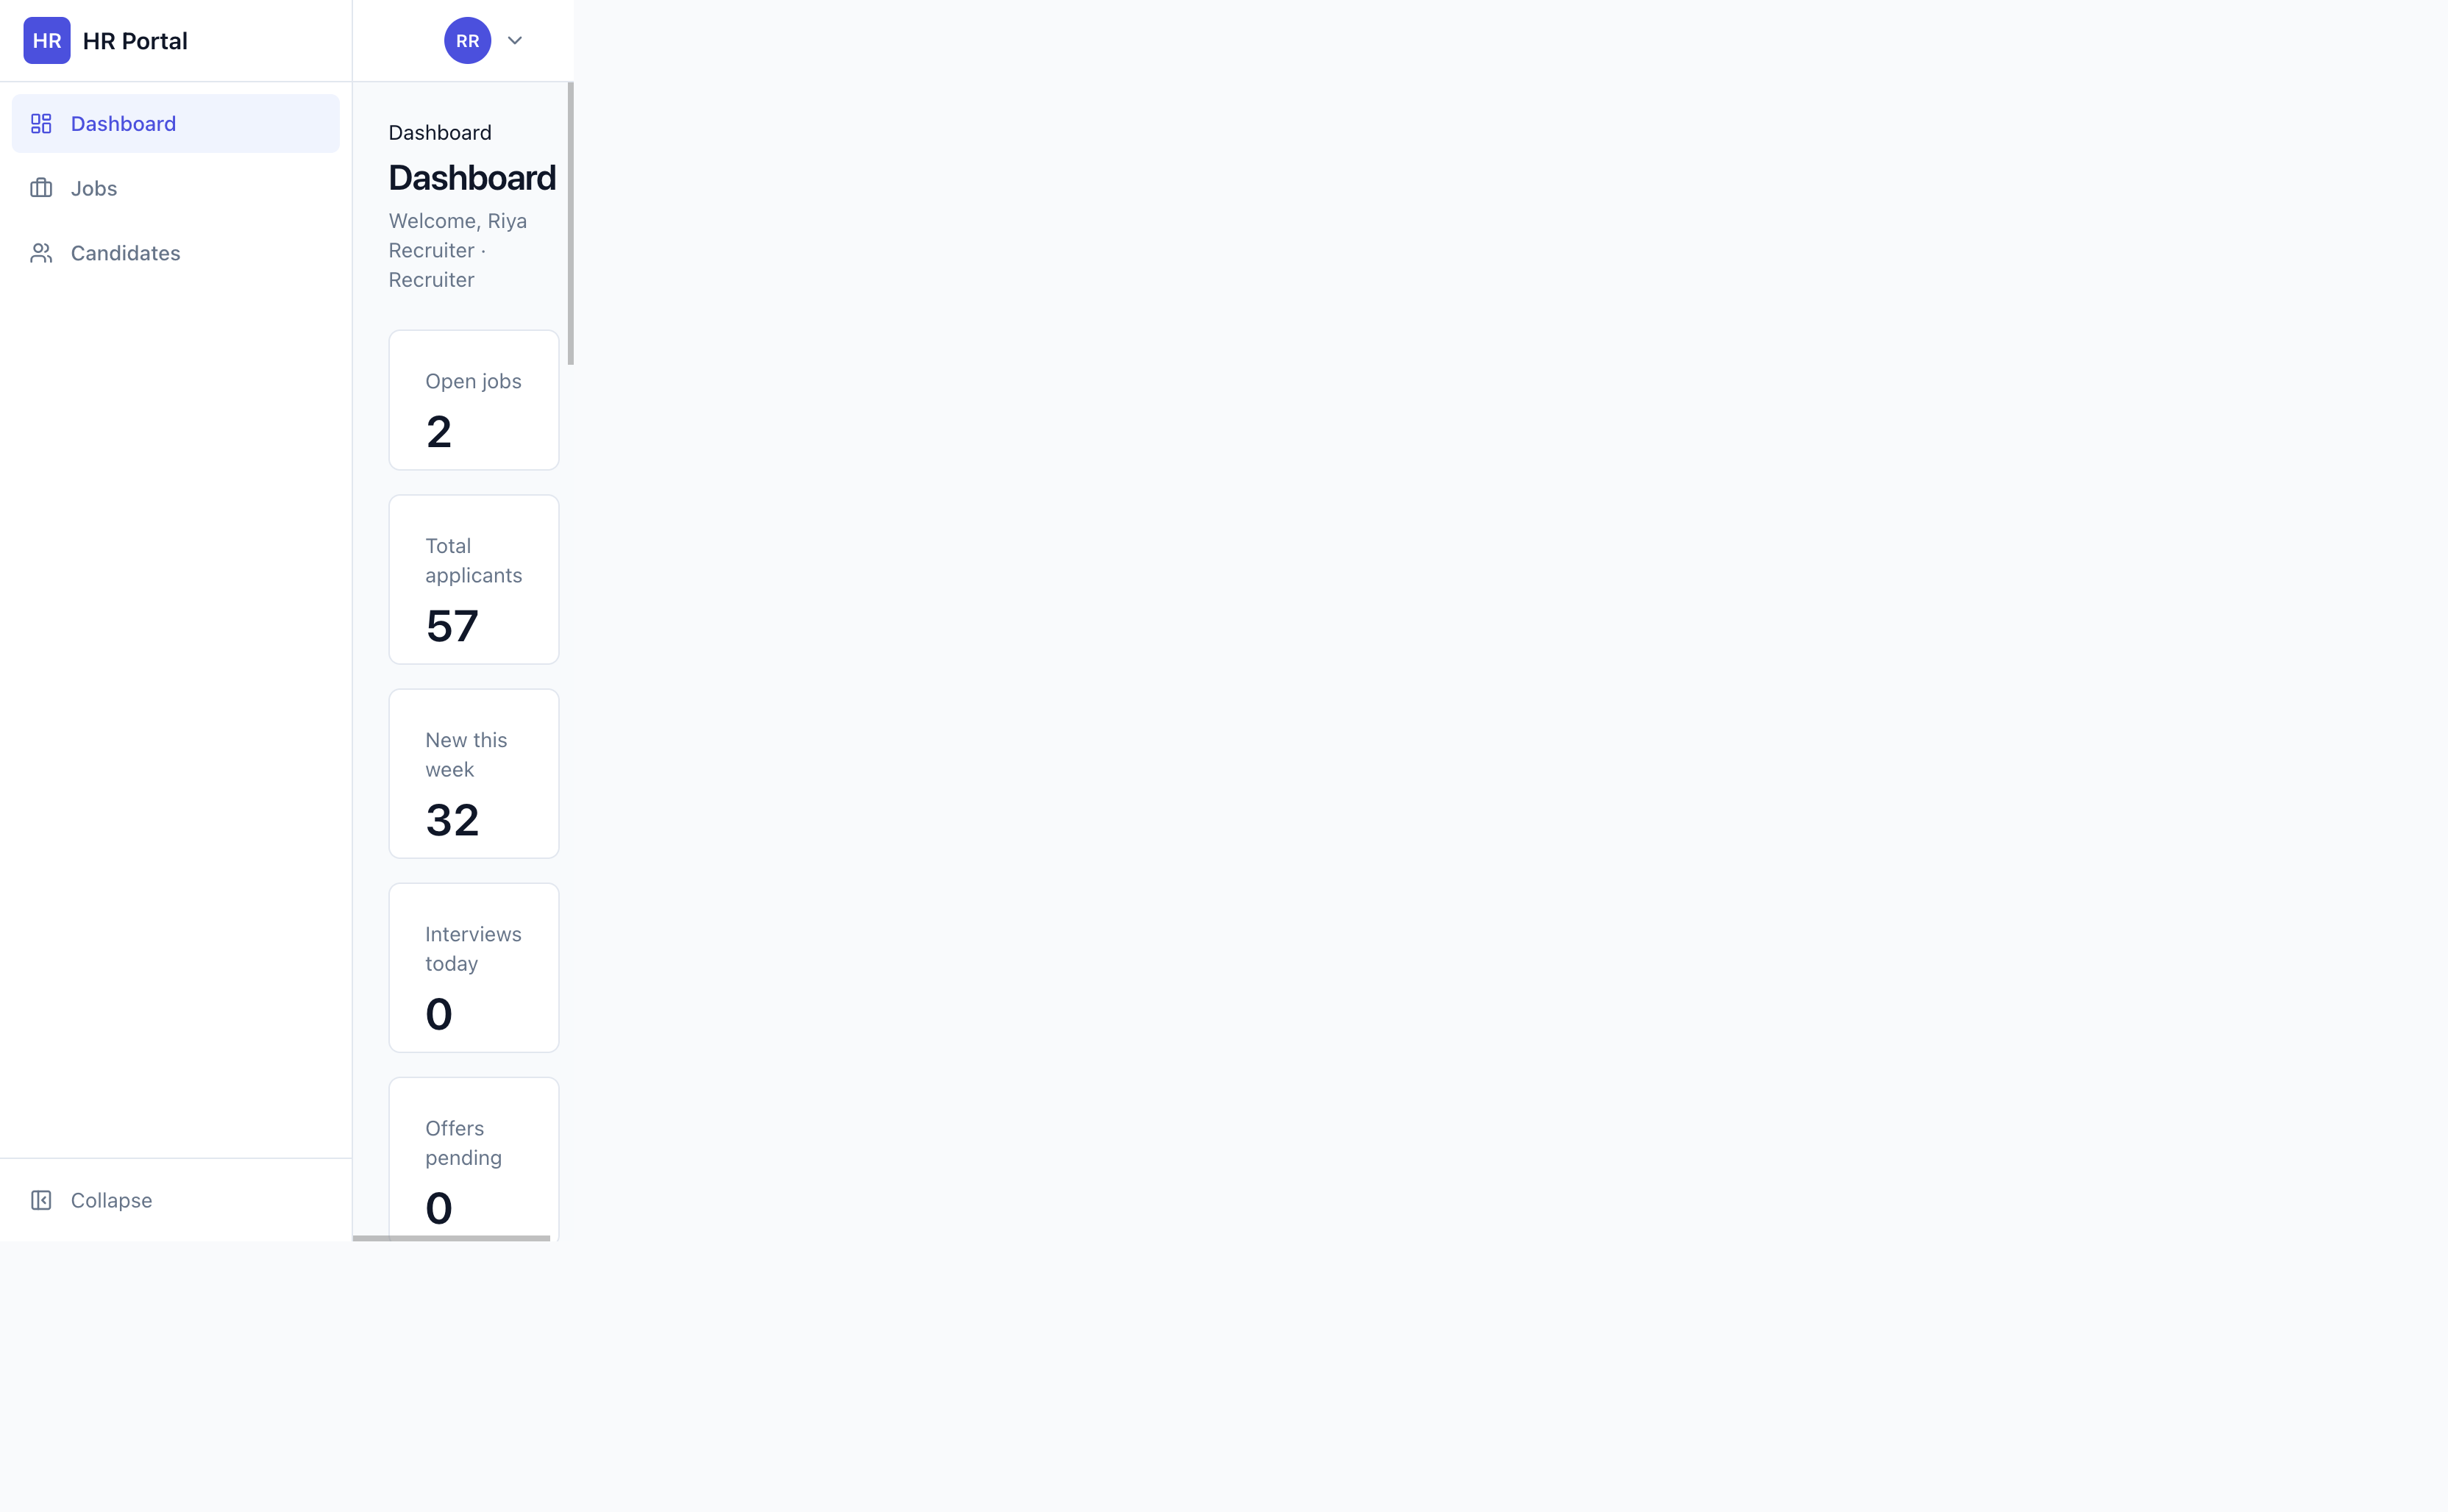 HR HR Portal
RR
Dashboard
Jobs
Candidates
Collapse
Dashboard
Dashboard
Welcome, Riya
Recruiter ·
Recruiter
Open jobs
2
Total
applicants
57
New this
week
32
Interviews
today
0
Offers
pending
0